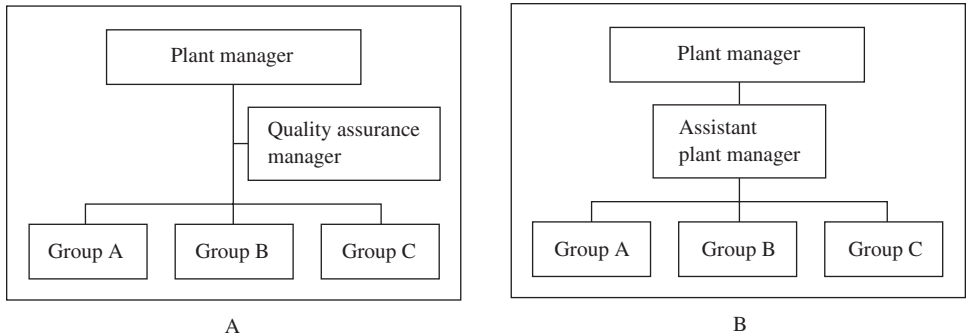 Plant manager
Quality assurance
manager
Group A
Group B
Group C
A
Plant manager
Assistant
plant manager
Group A
Group B
Group C
B